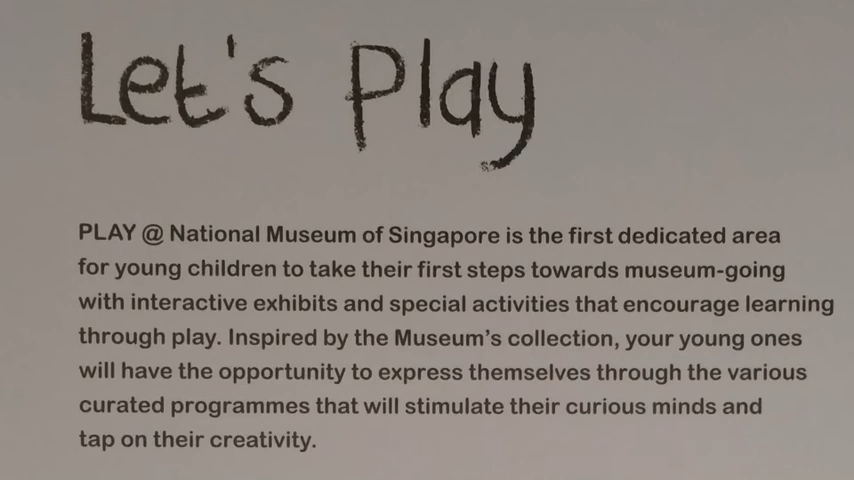 Let's Play
PLAY @ National Museum of Singapore is the first dedicated area
for young children to take their first steps towards museum-going
with interactive exhibits and special activities that encourage learning
through play. Inspired by the Museum’s collection, your young ones
will have the opportunity to express themselves through the various
curated programmes that will stimulate their curious minds and
tap on their creativity.